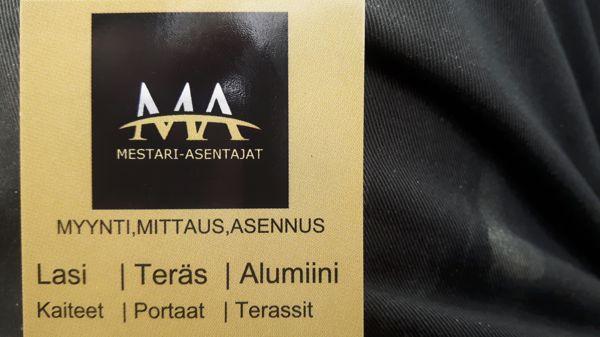 MA
MESTARI-ASENTAJAT
MYYNTI,MITTAUS,ASENNUS
Lasi | Teräs | Alumiini
Kaiteet | Portaat | Terassit